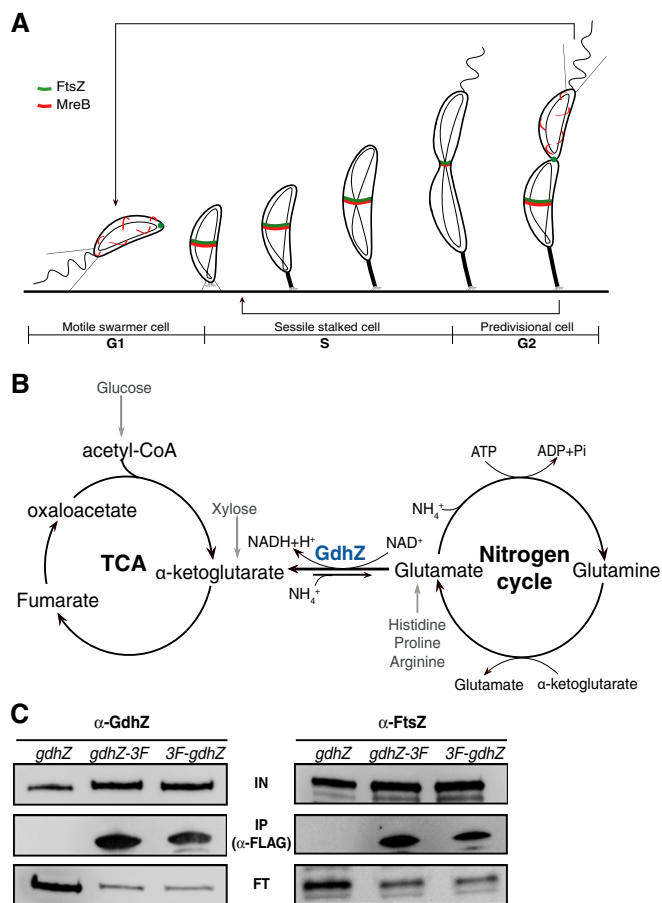 A
FtsZ
MreB
Motile swarmer cell
Sessile stalked cell
Predivisional cell
G1
S
G2
B
Glucose
acetyl-CoA
oxaloacetate
Xylose
TCA
α-ketoglutarate
Fumarate
NADH+H⁺
GdhZ
NAD⁺
NH₄⁺
ATP
ADP+Pi
NH₄⁺
Glutamate
Nitrogen
cycle
Glutamine
Histidine
Proline
Arginine
Glutamate
α-ketoglutarate
C
α-GdhZ
α-FtsZ
gdhZ gdhZ-3F 3F-gdhZ
gdhZ gdhZ-3F 3F-gdhZ
IN
IP
(α-FLAG)
FT